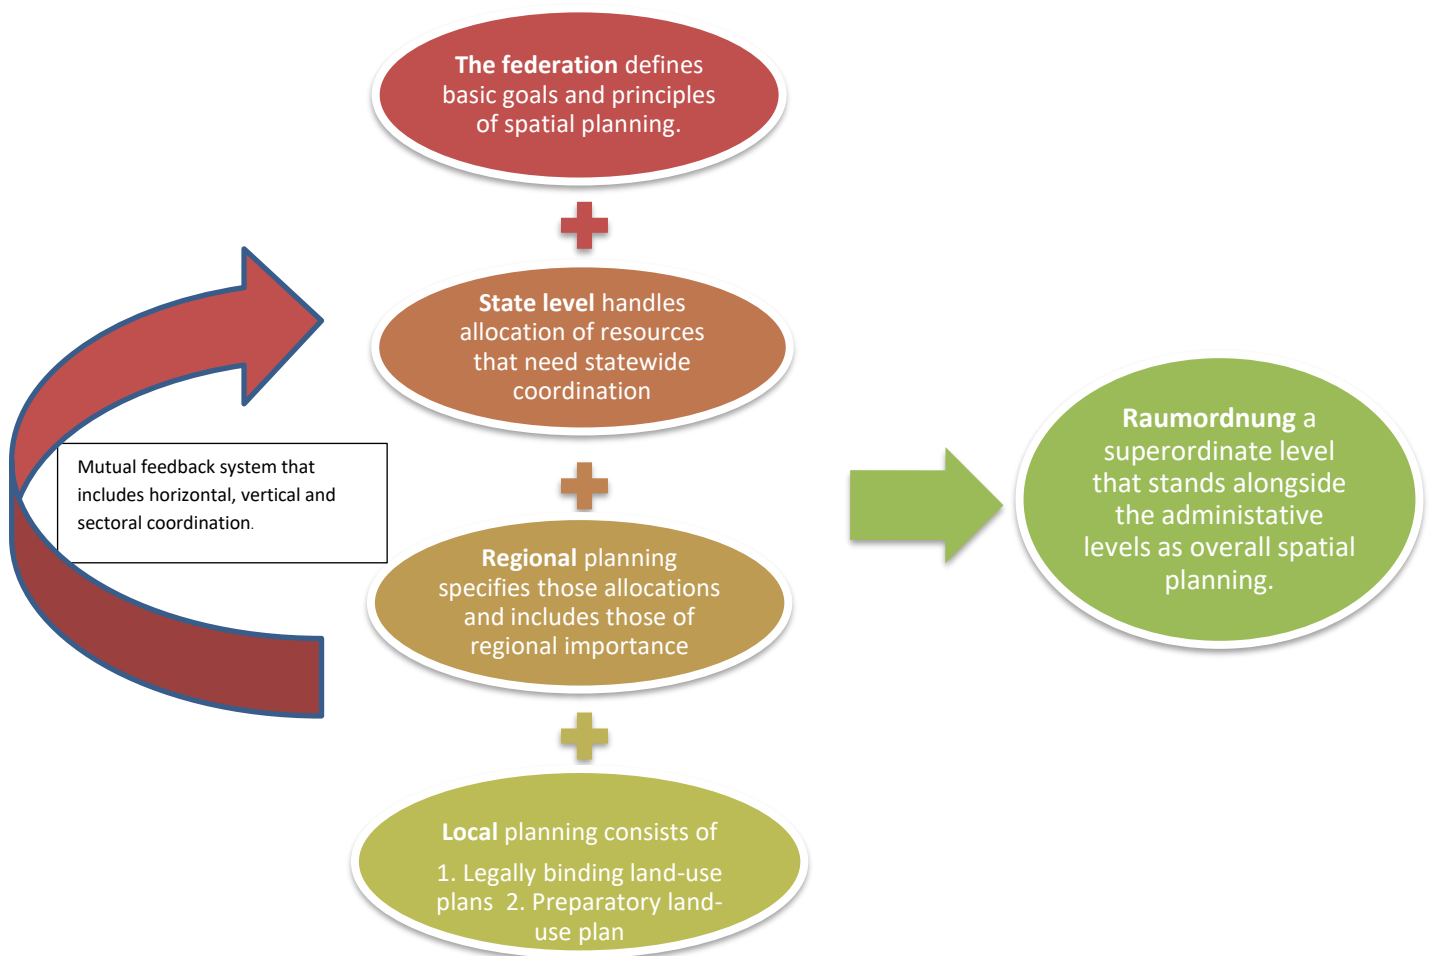 The federation defines
basic goals and principles
of spatial planning.
State level handles
allocation of resources
that need statewide
coordination
Mutual feedback system that
includes horizontal, vertical and
sectoral coordination.
Regional planning
specifies those allocations
and includes those of
regional importance
Local planning consists of
1. Legally binding land-use
plans 2. Preparatory land-
use plan
Raumordnung a
superordinate level
that stands alongside
the administative
levels as overall spatial
planning.